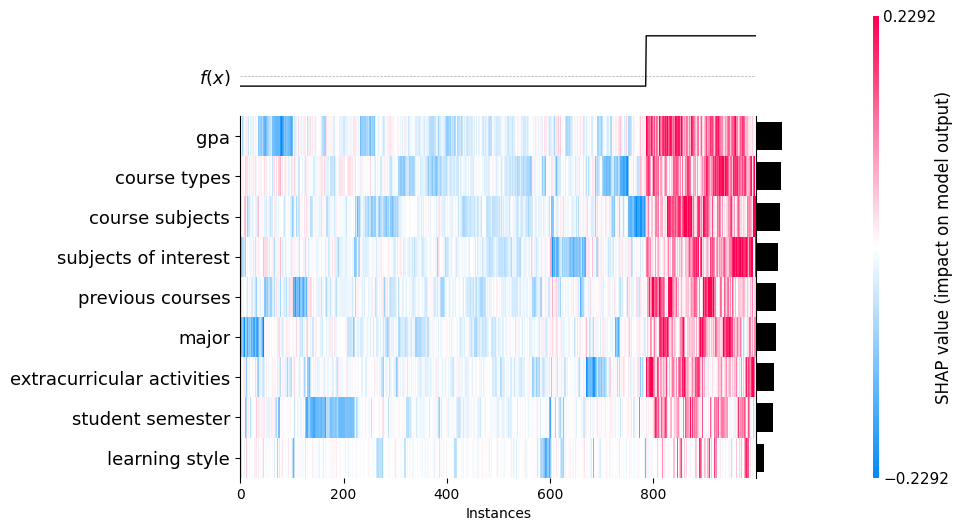 0.2292
f(x)
gpa
course types
course subjects
subjects of interest
previous courses
major
extracurricular activities
student semester
learning style
0 200 400 600 800
Instances
−0.2292
SHAP value (impact on model output)